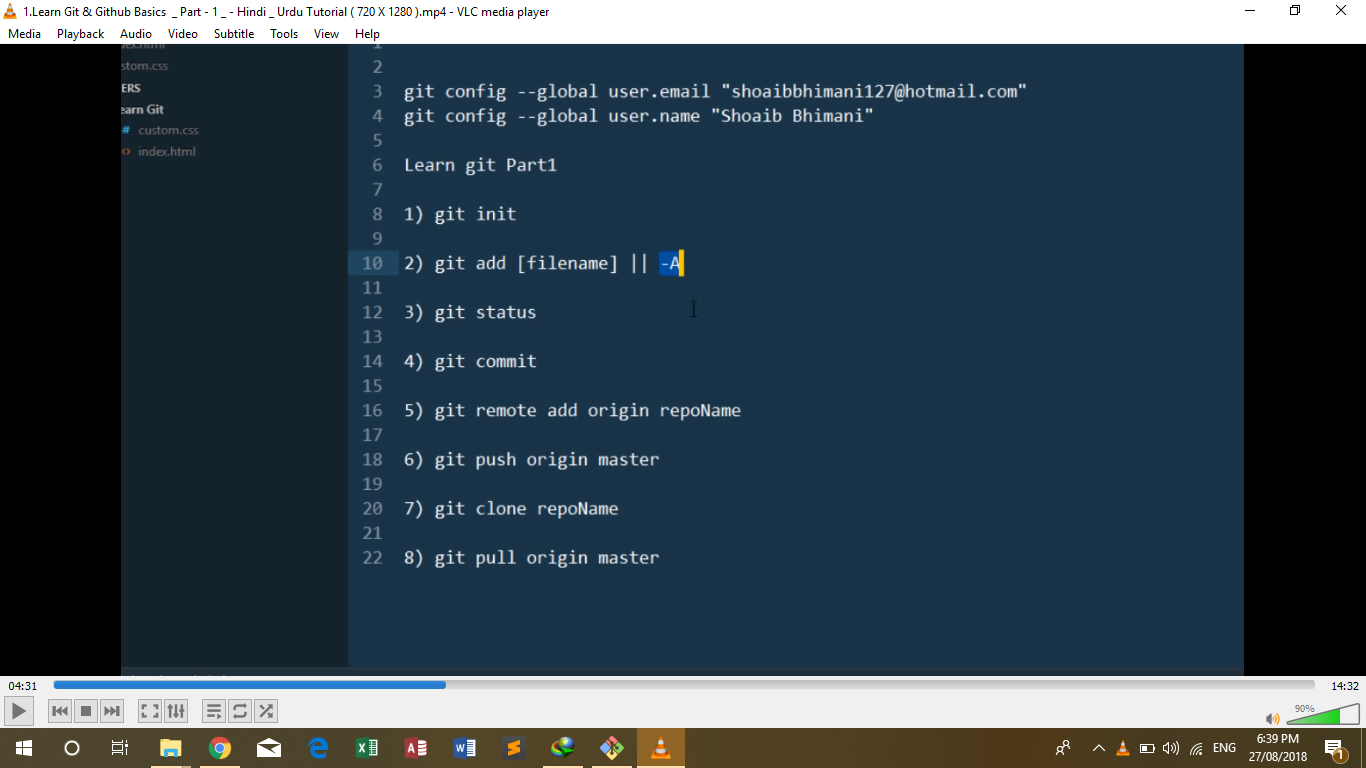 1.Learn Git & Github Basics _ Part - 1 _ - Hindi _ Urdu Tutorial ( 720 X 1280 ).mp4 - VLC media player
Media Playback Audio Video Subtitle Tools View Help
stom.css
ERS
earn Git
# custom.css
<> index.html
1
2
3 git config --global user.email "shoaibbhimani127@hotmail.com"
4 git config --global user.name "Shoaib Bhimani"
5
6 Learn git Part1
7
8 1) git init
9
10 2) git add [filename] || -A
11
12 3) git status
13
14 4) git commit
15
16 5) git remote add origin repoName
17
18 6) git push origin master
19
20 7) git clone repoName
21
22 8) git pull origin master
04:31 14:32
90%
ENG
6:39 PM
27/08/2018
1